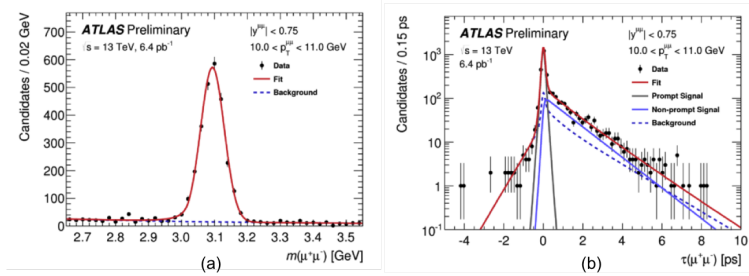 ATLAS Preliminary
√s = 13 TeV, 6.4 pb⁻¹
|y^μμ| < 0.75
10.0 < p_T^μμ < 11.0 GeV
Data
Fit
Background
Candidates / 0.02 GeV
700
600
500
400
300
200
100
0
2.7 2.8 2.9 3.0 3.1 3.2 3.3 3.4 3.5
m(μ⁺μ⁻) [GeV]
(a)
ATLAS Preliminary
√s = 13 TeV
6.4 pb⁻¹
|y^μμ| < 0.75
10.0 < p_T^μμ < 11.0 GeV
Data
Fit
Prompt Signal
Non-prompt Signal
Background
Candidates / 0.15 ps
10³
10²
10
1
10⁻¹
-4 -2 0 2 4 6 8 10
τ(μ⁺μ⁻) [ps]
(b)